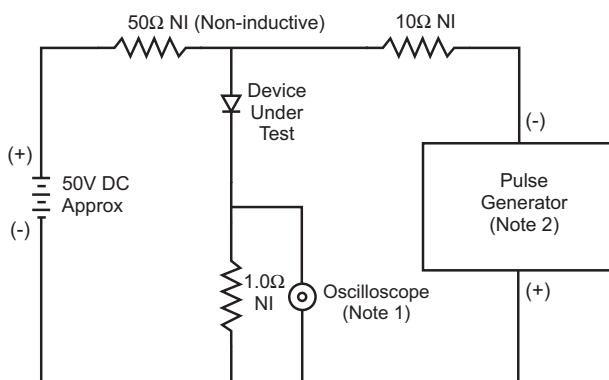 50Ω NI (Non-inductive)
10Ω NI
Device
Under
Test
(+)
50V DC
Approx
(-)
(-)
Pulse
Generator
(Note 2)
(+)
1.0Ω
NI
Oscilloscope
(Note 1)